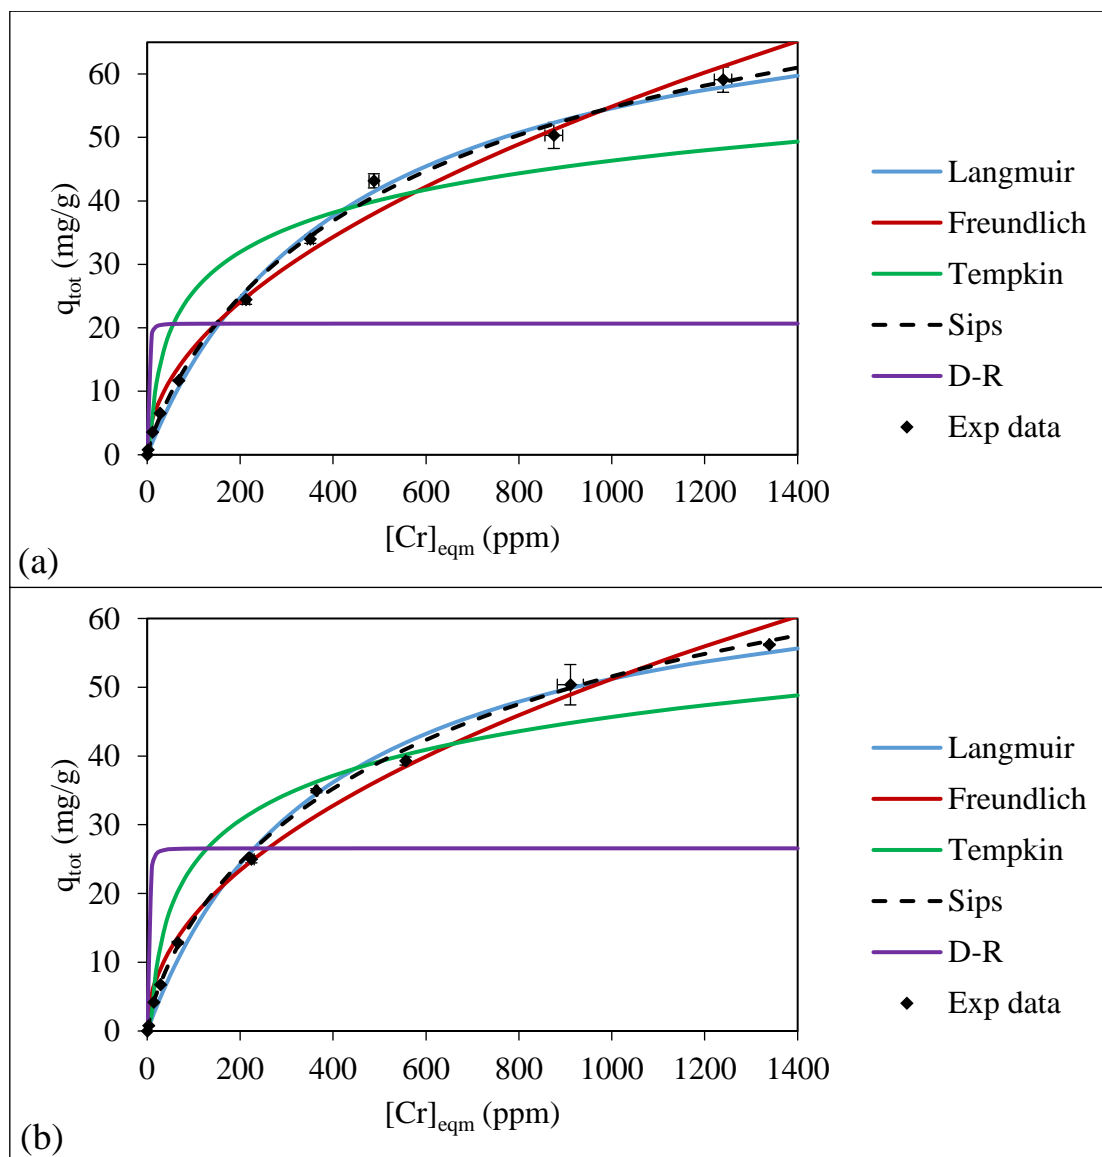 60
50
40
30
20
10
0
q_tot (mg/g)
0 200 400 600 800 1000 1200 1400
[Cr]_eqm (ppm)
Langmuir
Freundlich
Tempkin
Sips
D-R
Exp data
(a)
60
50
40
30
20
10
0
q_tot (mg/g)
0 200 400 600 800 1000 1200 1400
[Cr]_eqm (ppm)
Langmuir
Freundlich
Tempkin
Sips
D-R
Exp data
(b)